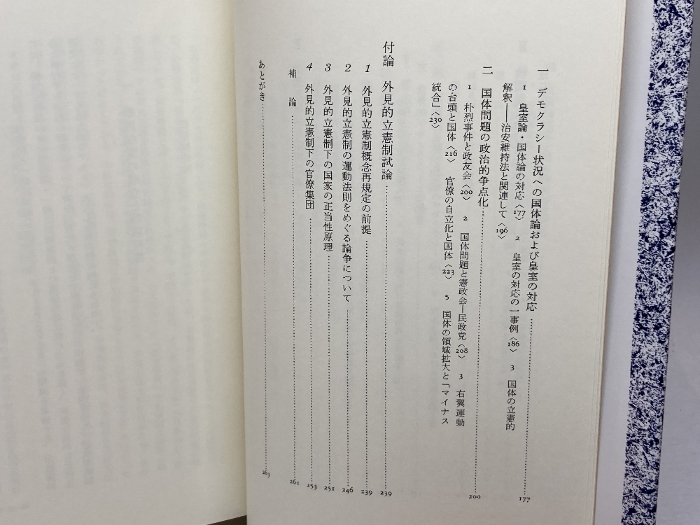 一 デモクラシー状況への国体論および皇室の対応……177
1 皇室論・国体論の対応〈177〉 2 皇室の対応の一事例〈186〉 3 国体の立憲的
解釈——治安維持法と関連して〈196〉
二 国体問題の政治的争点化……200
1 朴烈事件と政友会〈200〉 2 国体問題と憲政会—民政党〈208〉 3 右翼運動
の台頭と国体〈216〉 官僚の自立化と国体〈223〉 5 国体の領域拡大と「マイナス
統合」〈230〉
付論 外見的立憲制試論……239
1 外見的立憲制概念再規定の前提……239
2 外見的立憲制の運動法則をめぐる論争について……246
3 外見的立憲制下の国家の正当性原理……251
4 外見的立憲制下の官僚集団……253
補論……261
あとがき……263